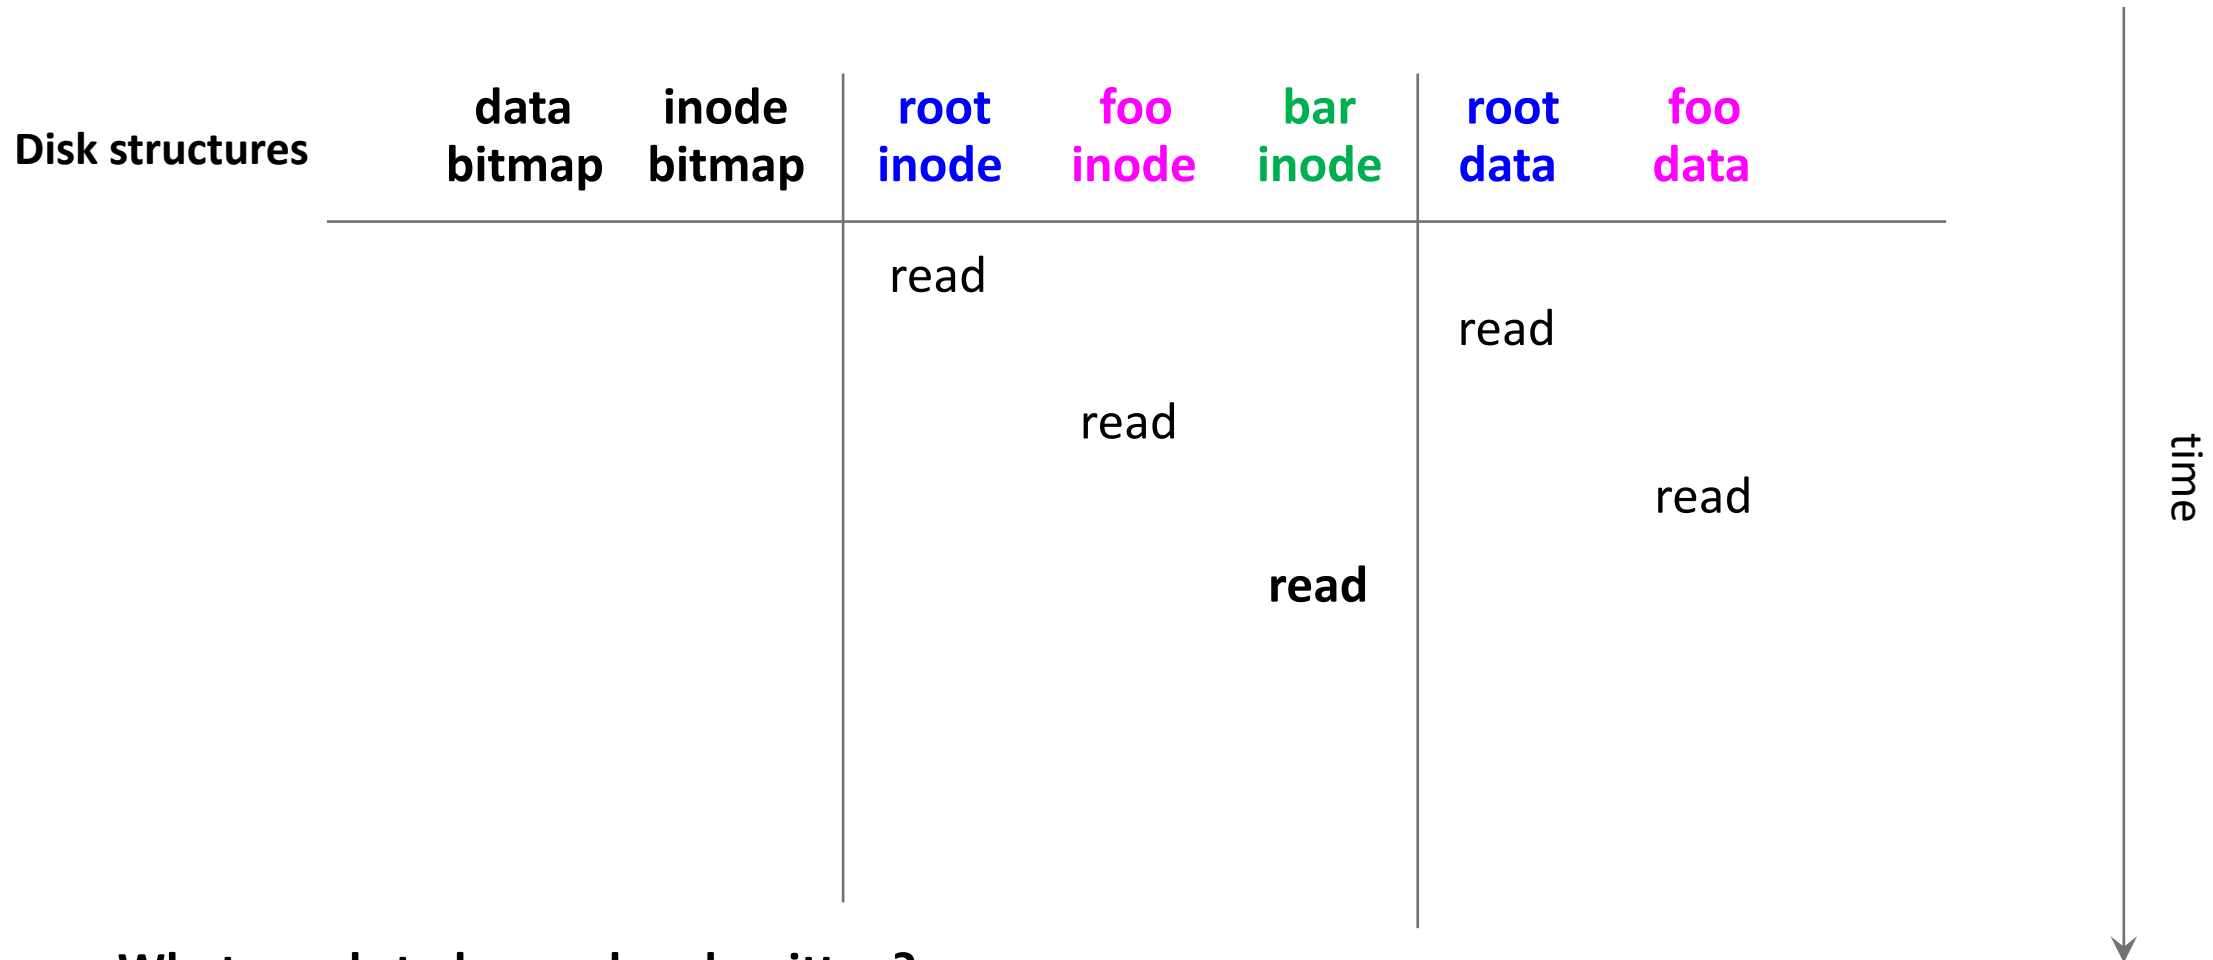 Disk structures
data bitmap
inode bitmap
root inode
foo inode
bar inode
root data
foo data
read
read
read
read
read
time